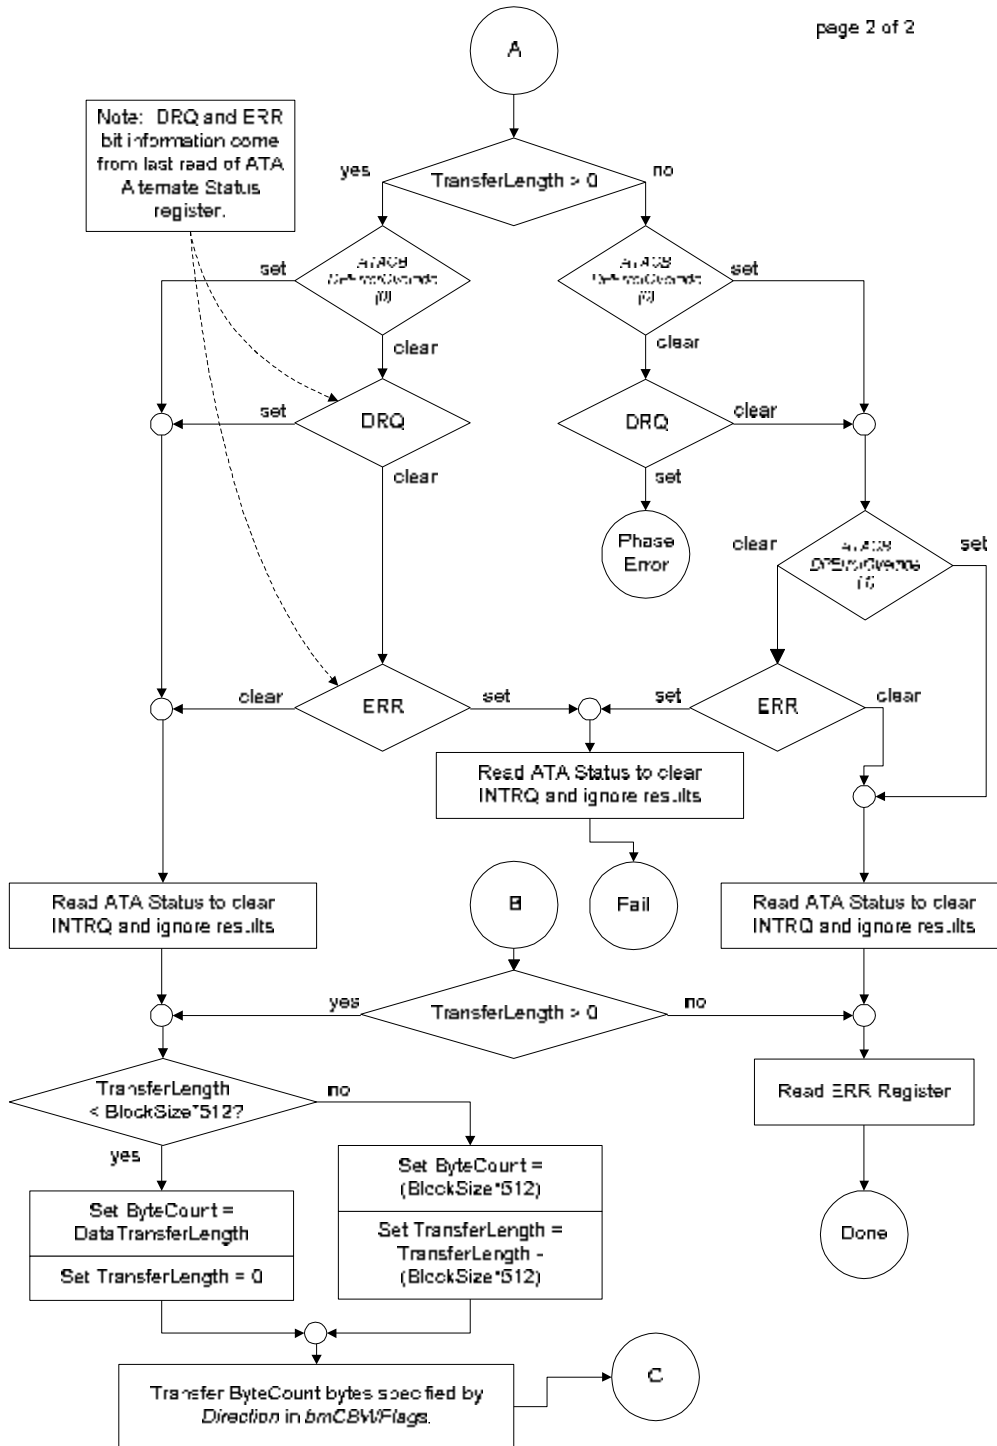 page 2 of 2
A
Note: DRQ and ERR
bit information come
from last read of ATA
Alternate Status
register.
yes
TransferLength > 0
no
set
ATACB
(0)
ATACB
(0)
set
clear
clear
set
DRQ
DRQ
clear
clear
set
Phase
Error
clear
ATACB
set
clear
ERR
set
set
ERR
clear
Read ATA Status to clear
INTRQ and ignore results
Read ATA Status to clear
INTRQ and ignore results
B
Fail
Read ATA Status to clear
INTRQ and ignore results
yes
TransferLength > 0
no
TransferLength
< BlockSize*512?
no
Read ERR Register
yes
Set ByteCount =
(BlockSize*512)
Set ByteCount =
DataTransferLength
Set TransferLength =
TransferLength -
(BlockSize*512)
Done
Set TransferLength = 0
Transfer ByteCount bytes specified by
Direction in bmCBWFlags.
C